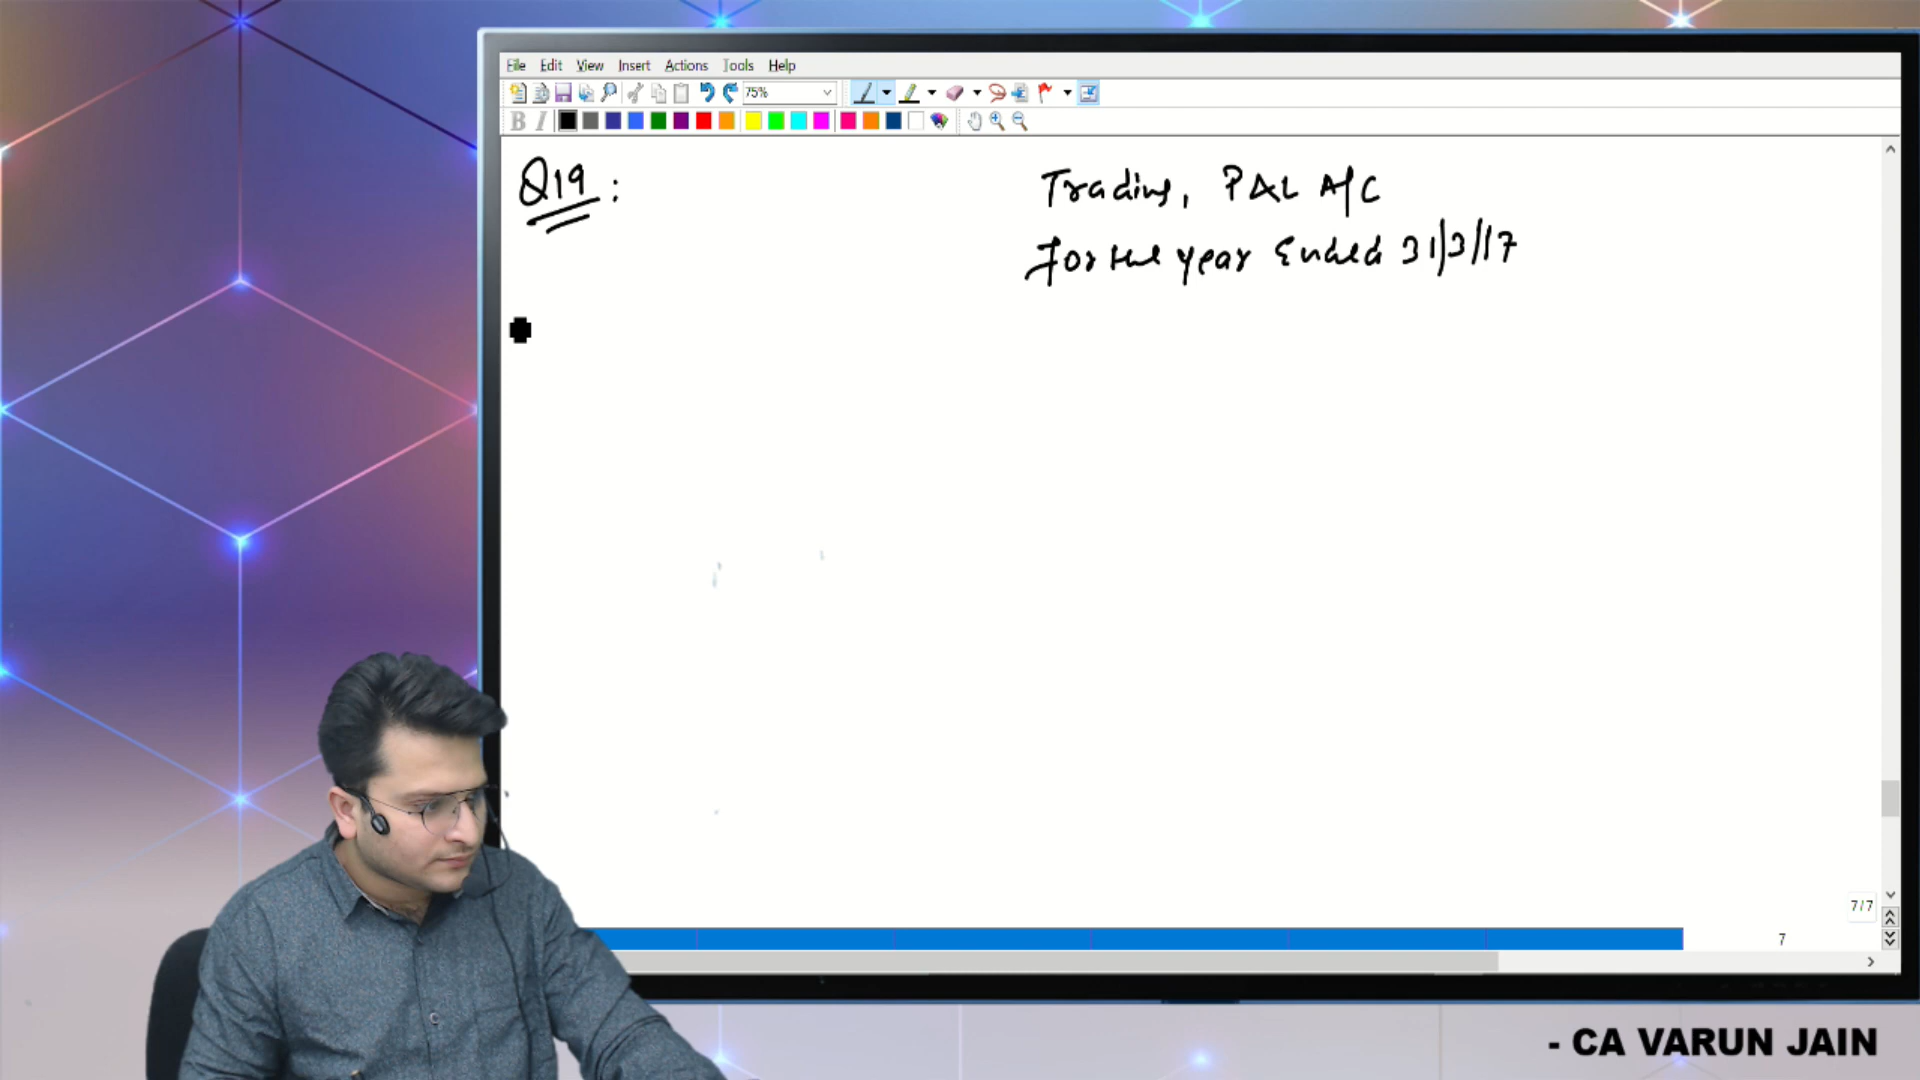 File Edit View Insert Actions Tools Help
75%
B I
Q19 :
Trading, P&L A/C
For the year Ended 31/3/17
7/7
7
- CA VARUN JAIN